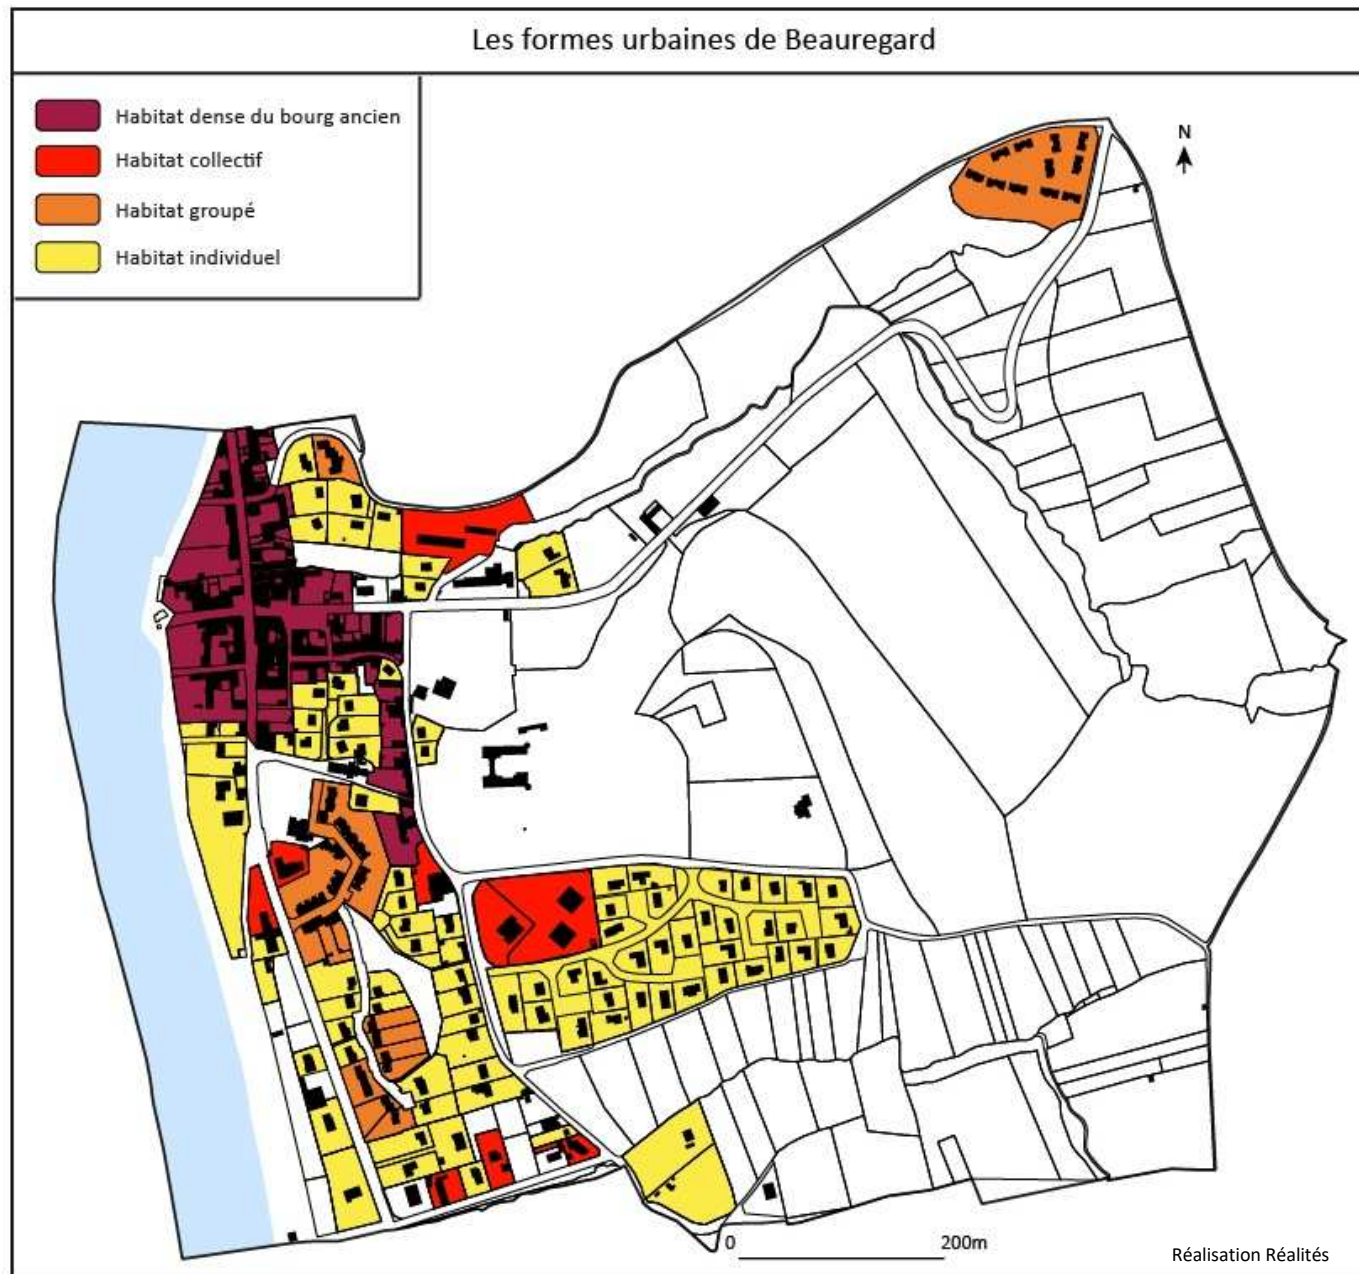 Les formes urbaines de Beauregard
Habitat dense du bourg ancien
Habitat collectif
Habitat groupé
Habitat individuel
N
0 200m
Réalisation Réalités